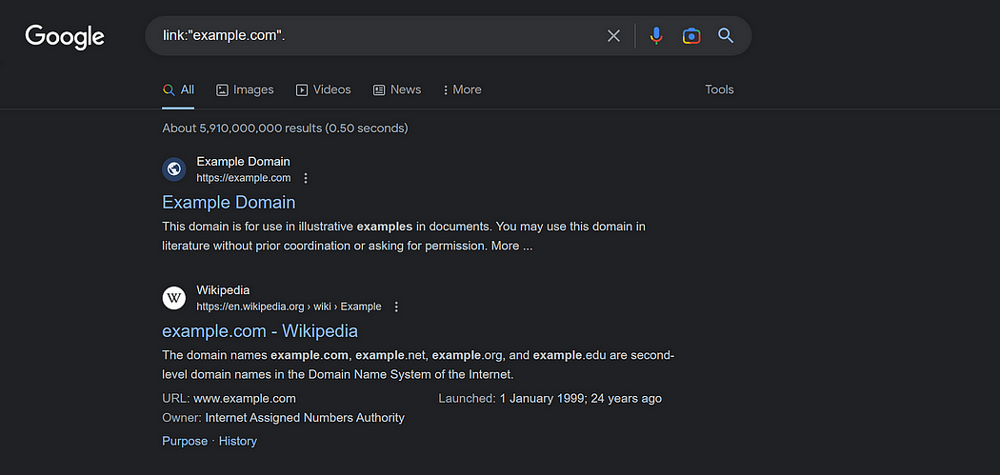 Google
link:"example.com".
All Images Videos News More Tools
About 5,910,000,000 results (0.50 seconds)
Example Domain
https://example.com
Example Domain
This domain is for use in illustrative examples in documents. You may use this domain in
literature without prior coordination or asking for permission. More ...
W
Wikipedia
https://en.wikipedia.org › wiki › Example
example.com - Wikipedia
The domain names example.com, example.net, example.org, and example.edu are second-
level domain names in the Domain Name System of the Internet.
URL: www.example.com Launched: 1 January 1999; 24 years ago
Owner: Internet Assigned Numbers Authority
Purpose · History